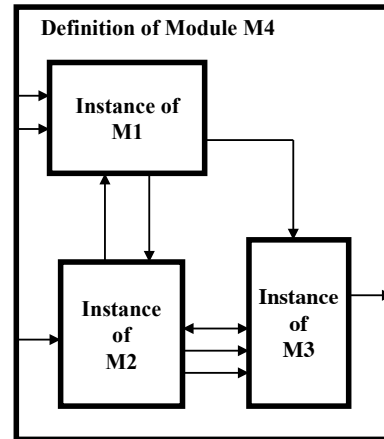 Definition of Module M4
Instance of
M1
Instance
of
M2
Instance
of
M3